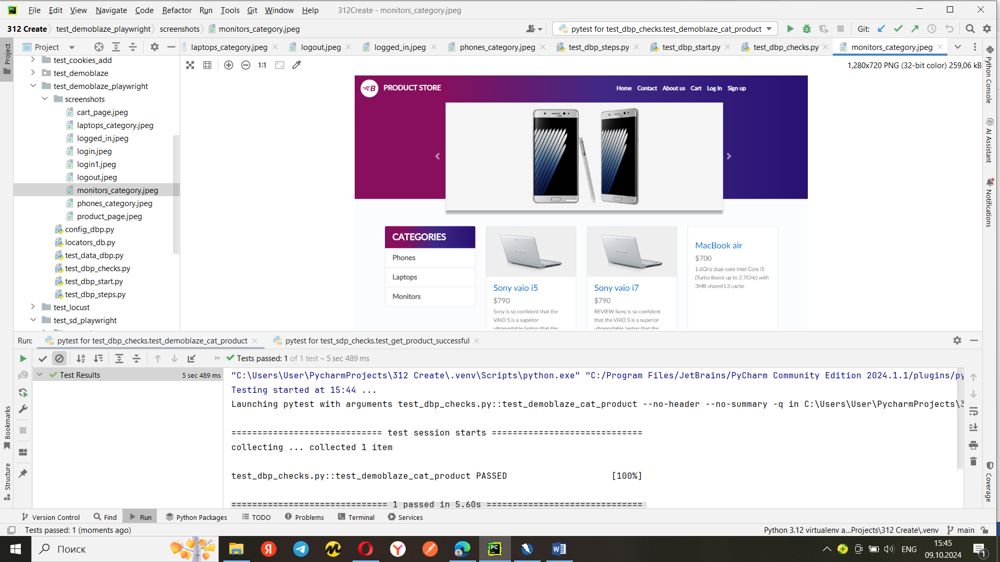 File Edit View Navigate Code Refactor Run Tools Git Window Help 312Create - monitors_category.jpeg
312 Create test_demoblaze_playwright screenshots monitors_category.jpeg
pytest for test_dbp_checks.test_demoblaze_cat_product
Git:
Project
laptops_category.jpeg logout.jpeg logged_in.jpeg phones_category.jpeg test_dbp_steps.py test_dbp_start.py test_dbp_checks.py monitors_category.jpeg
1:1
1,280x720 PNG (32-bit color) 259,06 kB
Project
test_cookies_add
test_demoblaze
test_demoblaze_playwright
screenshots
cart_page.jpeg
laptops_category.jpeg
logged_in.jpeg
login.jpeg
login1.jpeg
logout.jpeg
monitors_category.jpeg
phones_category.jpeg
product_page.jpeg
config_dbp.py
locators_db.py
test_data_dbp.py
test_dbp_checks.py
test_dbp_start.py
test_dbp_steps.py
test_locust
test_sd_playwright
PRODUCT STORE
Home Contact About us Cart Log in Sign up
CATEGORIES
Phones
Laptops
Monitors
VAIO
Sony vaio i5
$790
Sony is so confident that the
VAIO S is a superior
ultraportable laptop that the
VAIO
Sony vaio i7
$790
REVIEW Sony is so confident
that the VAIO S is a superior
ultraportable laptop that the
MacBook air
$700
1.6GHz dual-core Intel Core i5
(Turbo Boost up to 2.7GHz) with
3MB shared L3 cache
Python Console
AI Assistant
Notifications
Coverage
Run: pytest for test_dbp_checks.test_demoblaze_cat_product pytest for test_sdp_checks.test_get_product_successful
Tests passed: 1 of 1 test – 5 sec 489 ms
Test Results 5 sec 489 ms
"C:\Users\User\PycharmProjects\312 Create\.venv\Scripts\python.exe" "C:/Program Files/JetBrains/PyCharm Community Edition 2024.1.1/plugins/py
Testing started at 15:44 ...
Launching pytest with arguments test_dbp_checks.py::test_demoblaze_cat_product --no-header --no-summary -q in C:\Users\User\PycharmProjects\3
============================= test session starts =============================
collecting ... collected 1 item
test_dbp_checks.py::test_demoblaze_cat_product PASSED [100%]
============================== 1 passed in 5.60s ==============================
Bookmarks
Structure
Version Control Find Run Python Packages TODO Problems Terminal Services
Tests passed: 1 (moments ago)
Python 3.12 virtualenv a...Projects\312 Create\.venv main
Поиск
ENG
15:45
09.10.2024
1